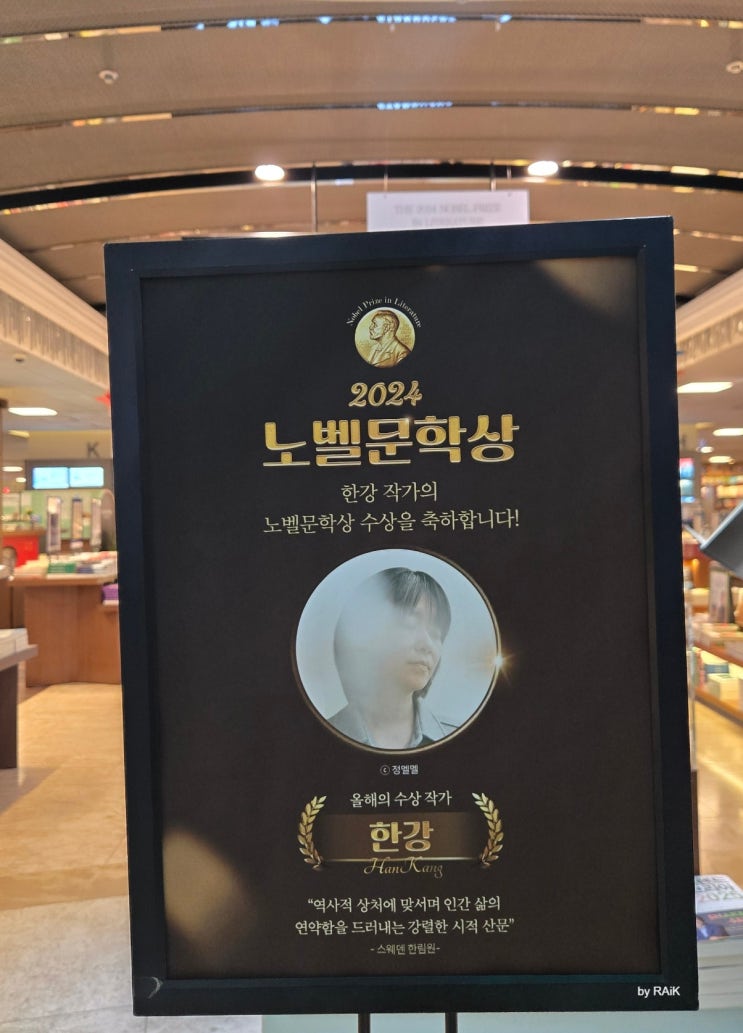 Nobel Prize in Literature
2024
노벨문학상
한강 작가의
노벨문학상 수상을 축하합니다!
ⓒ 정멜멜
올해의 수상 작가
한강
Han Kang
“역사적 상처에 맞서며 인간 삶의
연약함을 드러내는 강렬한 시적 산문”
- 스웨덴 한림원-
by RAiK